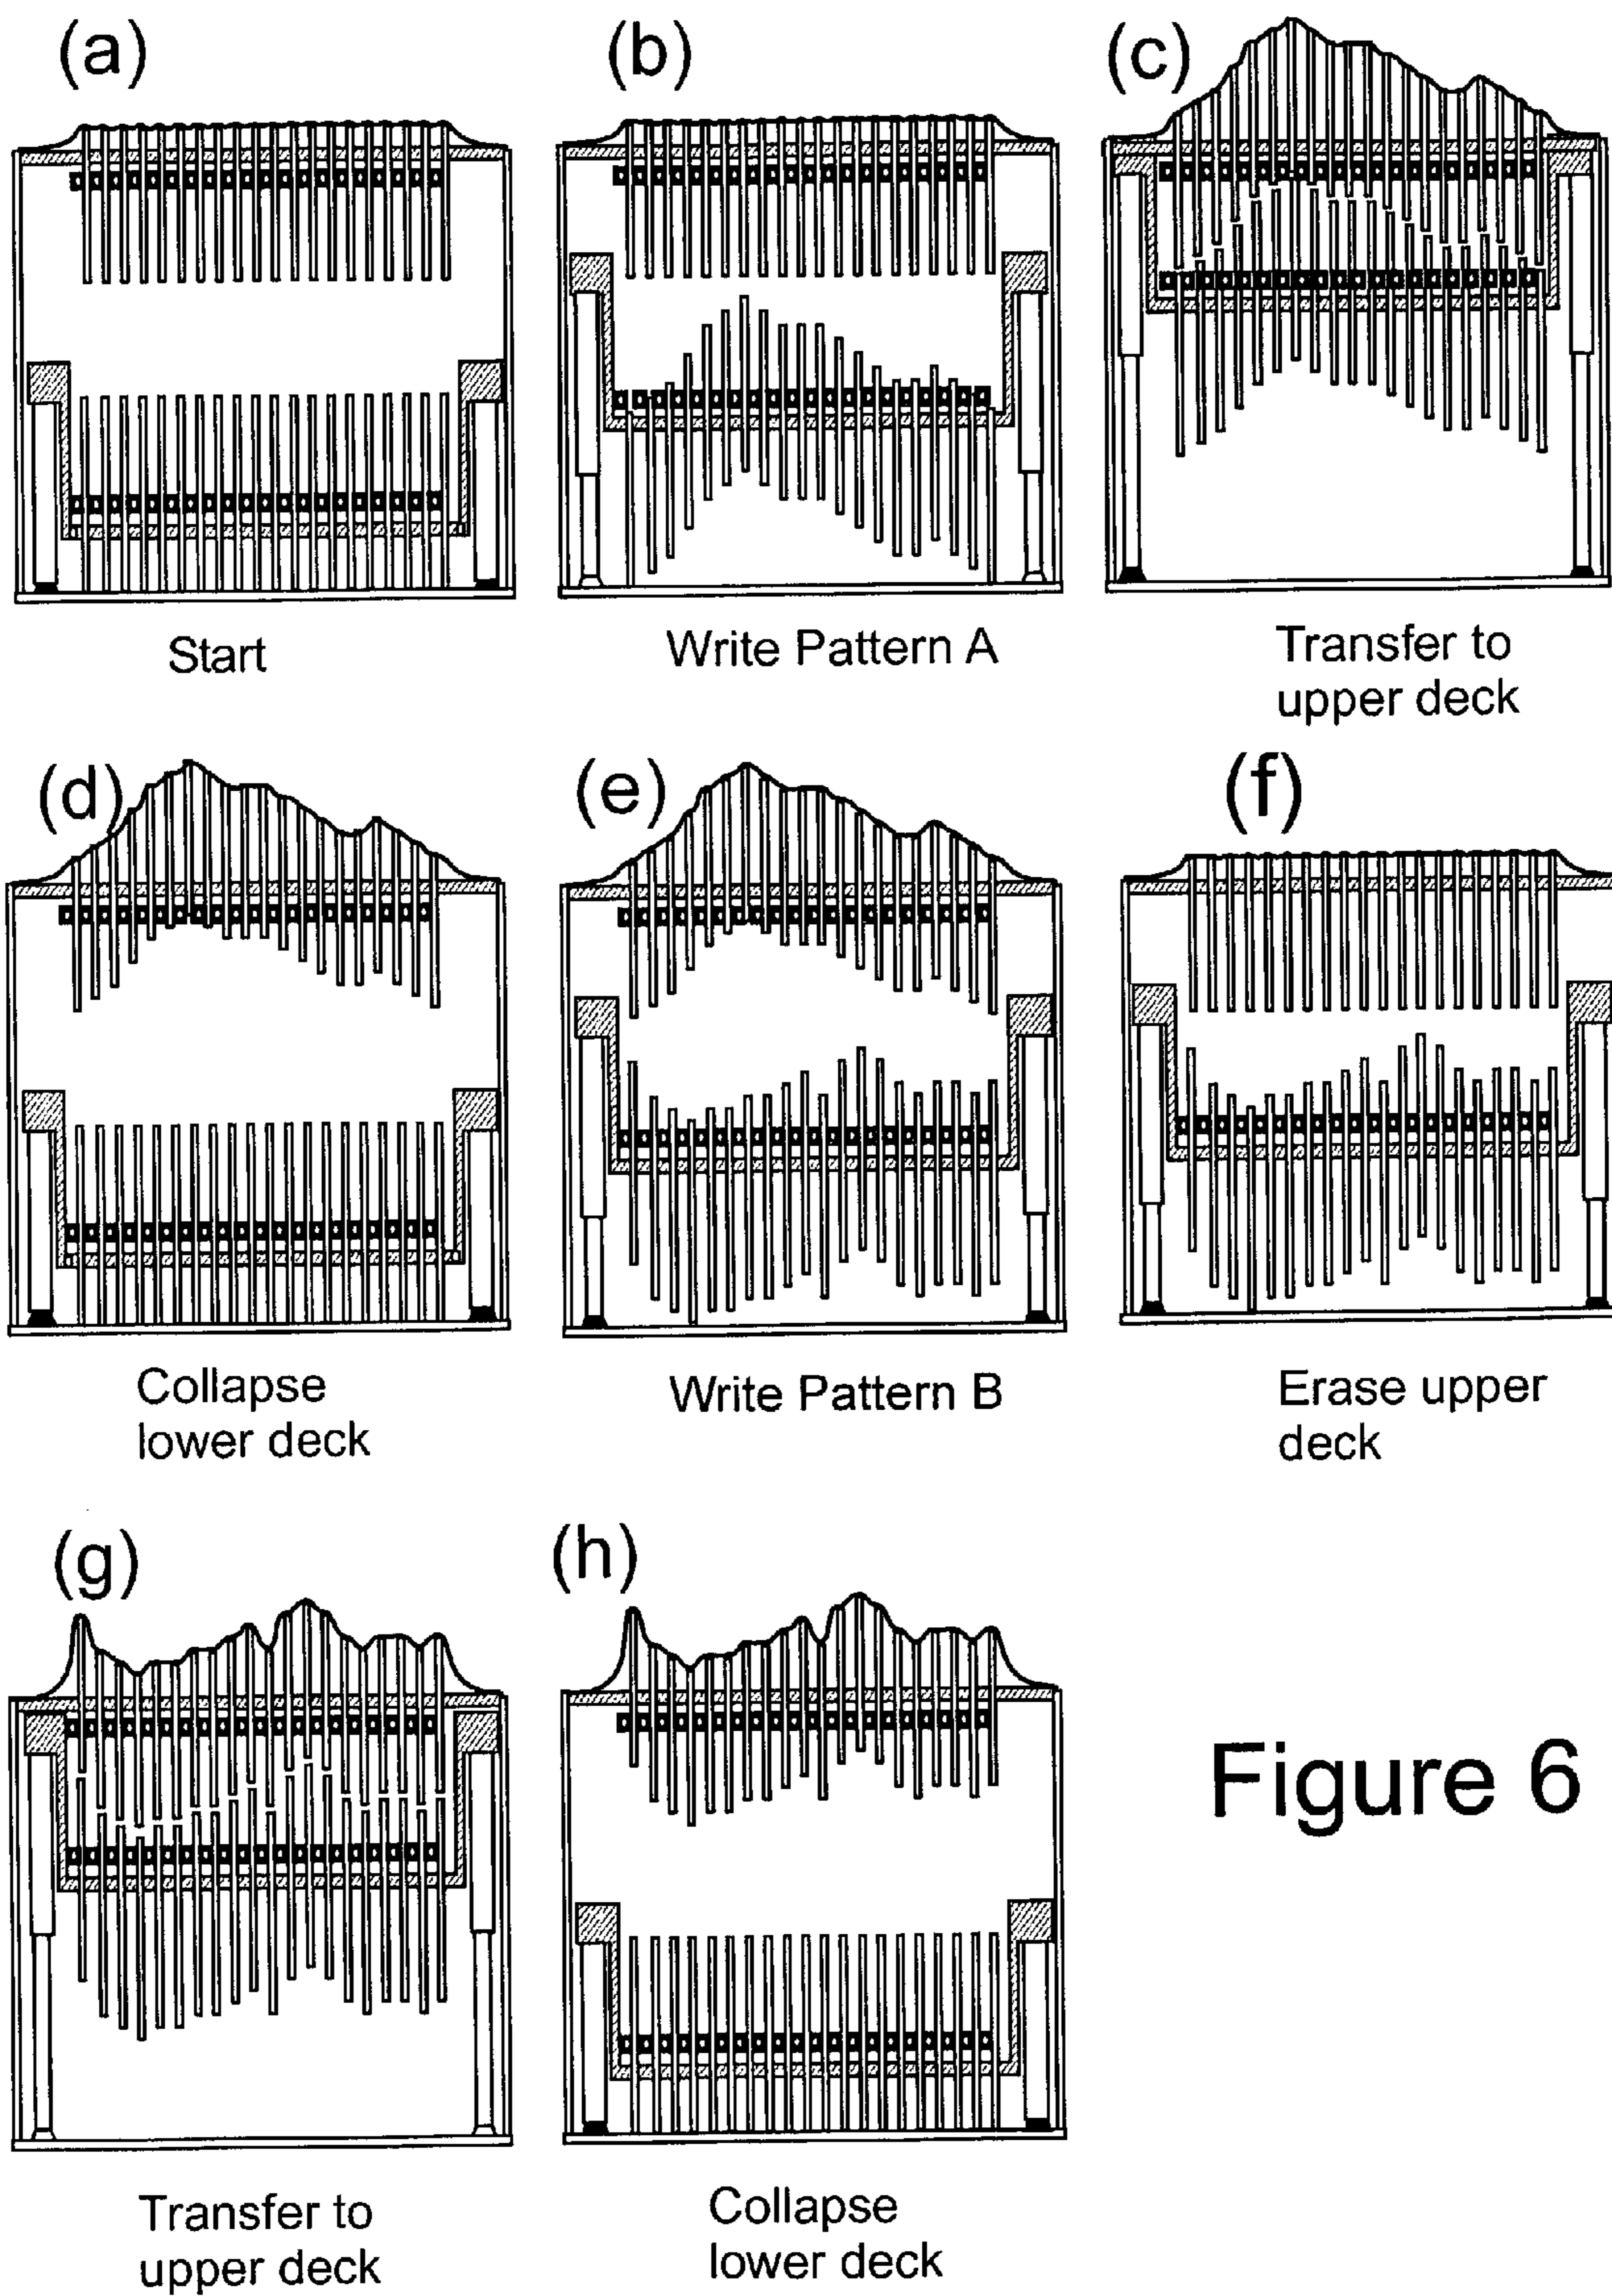 (a)
(b)
(c)
Start
Write Pattern A
Transfer to
upper deck
(d)
(e)
(f)
Collapse
lower deck
Write Pattern B
Erase upper
deck
(g)
(h)
Figure 6
Transfer to
upper deck
Collapse
lower deck